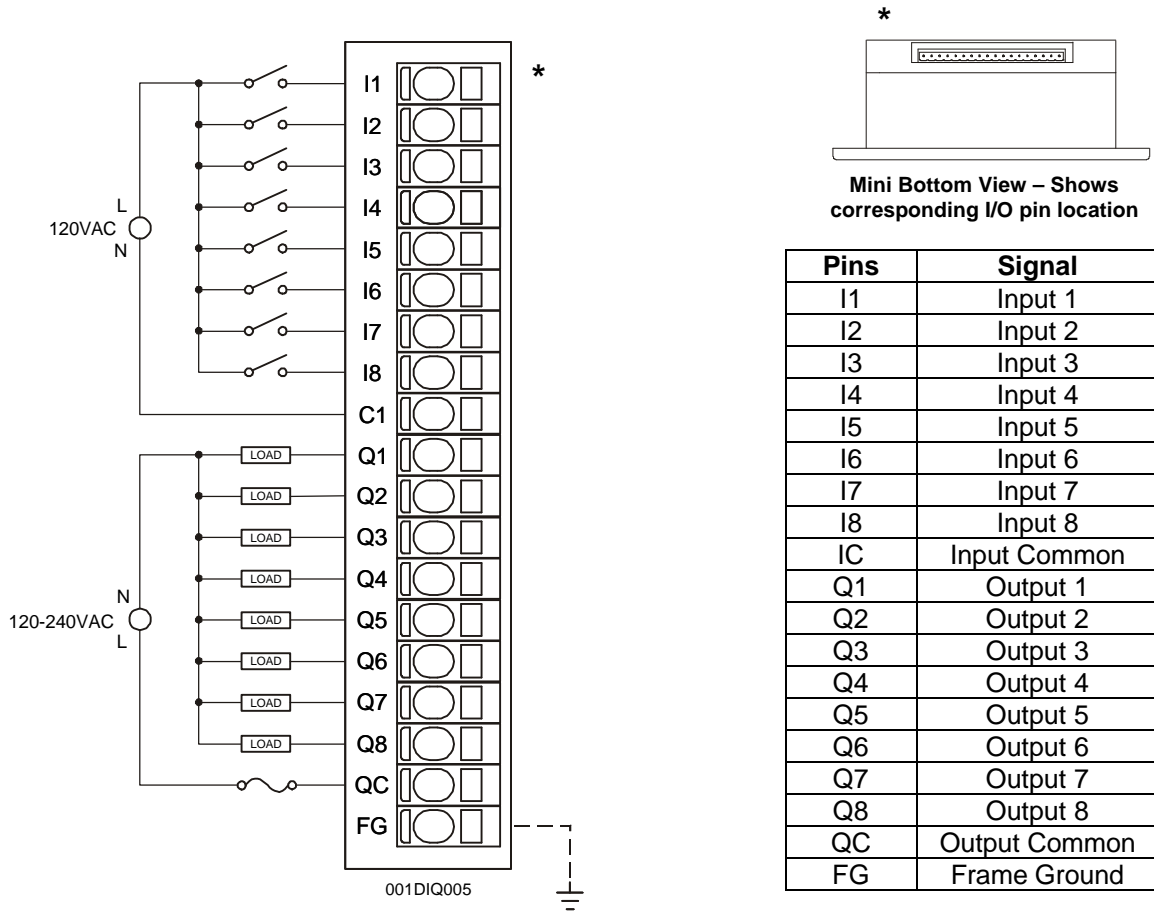 *
I1
I2
I3
I4
I5
I6
I7
I8
C1
Q1
Q2
Q3
Q4
Q5
Q6
Q7
Q8
QC
FG
L
120VAC
N
LOAD
LOAD
LOAD
LOAD
LOAD
LOAD
LOAD
LOAD
N
120-240VAC
L
001DIQ005
*
Mini Bottom View – Shows
corresponding I/O pin location
Pins Signal
I1 Input 1
I2 Input 2
I3 Input 3
I4 Input 4
I5 Input 5
I6 Input 6
I7 Input 7
I8 Input 8
IC Input Common
Q1 Output 1
Q2 Output 2
Q3 Output 3
Q4 Output 4
Q5 Output 5
Q6 Output 6
Q7 Output 7
Q8 Output 8
QC Output Common
FG Frame Ground